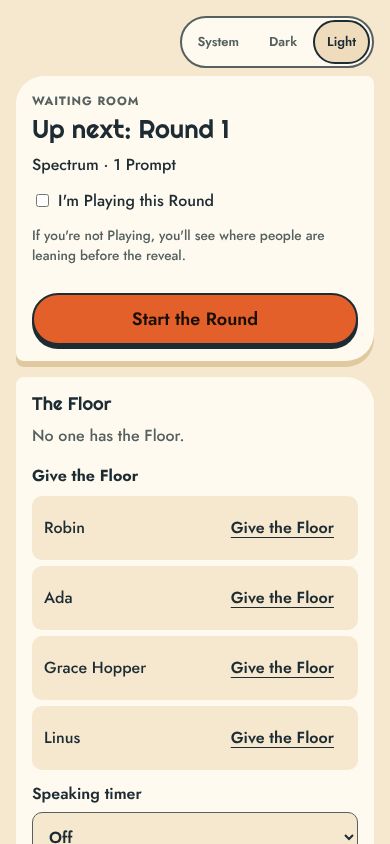 System Dark Light
WAITING ROOM
Up next: Round 1
Spectrum · 1 Prompt
I'm Playing this Round
If you're not Playing, you'll see where people are
leaning before the reveal.
Start the Round
The Floor
No one has the Floor.
Give the Floor
Robin Give the Floor
Ada Give the Floor
Grace Hopper Give the Floor
Linus Give the Floor
Speaking timer
Off